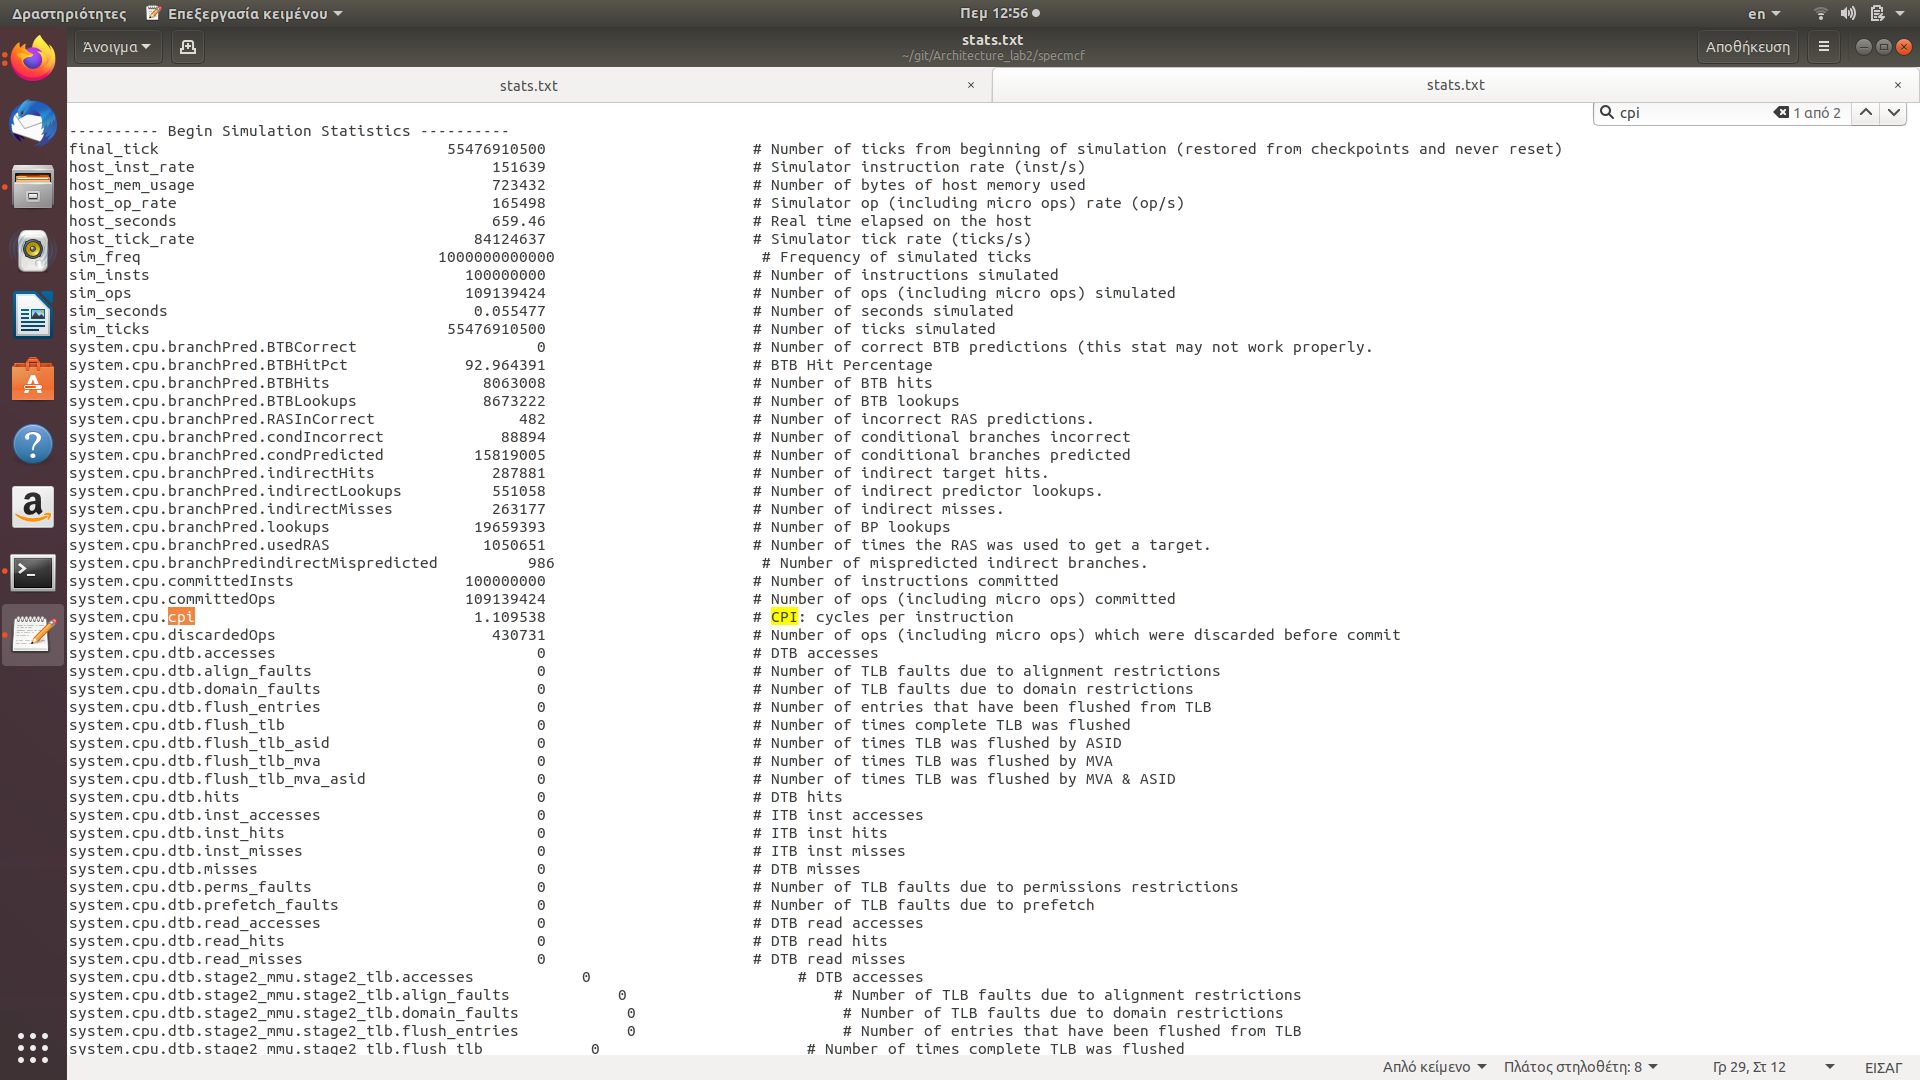 Δραστηριότητες Επεξεργασία κειμένου Πεμ 12:56 en
Άνοιγμα stats.txt Αποθήκευση
~/git/Architecture_lab2/specmcf
stats.txt × stats.txt ×
cpi 1 από 2
---------- Begin Simulation Statistics ----------
final_tick 55476910500 # Number of ticks from beginning of simulation (restored from checkpoints and never reset)
host_inst_rate 151639 # Simulator instruction rate (inst/s)
host_mem_usage 723432 # Number of bytes of host memory used
host_op_rate 165498 # Simulator op (including micro ops) rate (op/s)
host_seconds 659.46 # Real time elapsed on the host
host_tick_rate 84124637 # Simulator tick rate (ticks/s)
sim_freq 1000000000000 # Frequency of simulated ticks
sim_insts 100000000 # Number of instructions simulated
sim_ops 109139424 # Number of ops (including micro ops) simulated
sim_seconds 0.055477 # Number of seconds simulated
sim_ticks 55476910500 # Number of ticks simulated
system.cpu.branchPred.BTBCorrect 0 # Number of correct BTB predictions (this stat may not work properly.
system.cpu.branchPred.BTBHitPct 92.964391 # BTB Hit Percentage
system.cpu.branchPred.BTBHits 8063008 # Number of BTB hits
system.cpu.branchPred.BTBLookups 8673222 # Number of BTB lookups
system.cpu.branchPred.RASInCorrect 482 # Number of incorrect RAS predictions.
system.cpu.branchPred.condIncorrect 88894 # Number of conditional branches incorrect
system.cpu.branchPred.condPredicted 15819005 # Number of conditional branches predicted
system.cpu.branchPred.indirectHits 287881 # Number of indirect target hits.
system.cpu.branchPred.indirectLookups 551058 # Number of indirect predictor lookups.
system.cpu.branchPred.indirectMisses 263177 # Number of indirect misses.
system.cpu.branchPred.lookups 19659393 # Number of BP lookups
system.cpu.branchPred.usedRAS 1050651 # Number of times the RAS was used to get a target.
system.cpu.branchPredindirectMispredicted 986 # Number of mispredicted indirect branches.
system.cpu.committedInsts 100000000 # Number of instructions committed
system.cpu.committedOps 109139424 # Number of ops (including micro ops) committed
system.cpu.cpi 1.109538 # CPI: cycles per instruction
system.cpu.discardedOps 430731 # Number of ops (including micro ops) which were discarded before commit
system.cpu.dtb.accesses 0 # DTB accesses
system.cpu.dtb.align_faults 0 # Number of TLB faults due to alignment restrictions
system.cpu.dtb.domain_faults 0 # Number of TLB faults due to domain restrictions
system.cpu.dtb.flush_entries 0 # Number of entries that have been flushed from TLB
system.cpu.dtb.flush_tlb 0 # Number of times complete TLB was flushed
system.cpu.dtb.flush_tlb_asid 0 # Number of times TLB was flushed by ASID
system.cpu.dtb.flush_tlb_mva 0 # Number of times TLB was flushed by MVA
system.cpu.dtb.flush_tlb_mva_asid 0 # Number of times TLB was flushed by MVA & ASID
system.cpu.dtb.hits 0 # DTB hits
system.cpu.dtb.inst_accesses 0 # ITB inst accesses
system.cpu.dtb.inst_hits 0 # ITB inst hits
system.cpu.dtb.inst_misses 0 # ITB inst misses
system.cpu.dtb.misses 0 # DTB misses
system.cpu.dtb.perms_faults 0 # Number of TLB faults due to permissions restrictions
system.cpu.dtb.prefetch_faults 0 # Number of TLB faults due to prefetch
system.cpu.dtb.read_accesses 0 # DTB read accesses
system.cpu.dtb.read_hits 0 # DTB read hits
system.cpu.dtb.read_misses 0 # DTB read misses
system.cpu.dtb.stage2_mmu.stage2_tlb.accesses 0 # DTB accesses
system.cpu.dtb.stage2_mmu.stage2_tlb.align_faults 0 # Number of TLB faults due to alignment restrictions
system.cpu.dtb.stage2_mmu.stage2_tlb.domain_faults 0 # Number of TLB faults due to domain restrictions
system.cpu.dtb.stage2_mmu.stage2_tlb.flush_entries 0 # Number of entries that have been flushed from TLB
system.cpu.dtb.stage2_mmu.stage2_tlb.flush_tlb 0 # Number of times complete TLB was flushed
Απλό κείμενο Πλάτος στηλοθέτη: 8 Γρ 29, Στ 12 ΕΙΣΑΓ